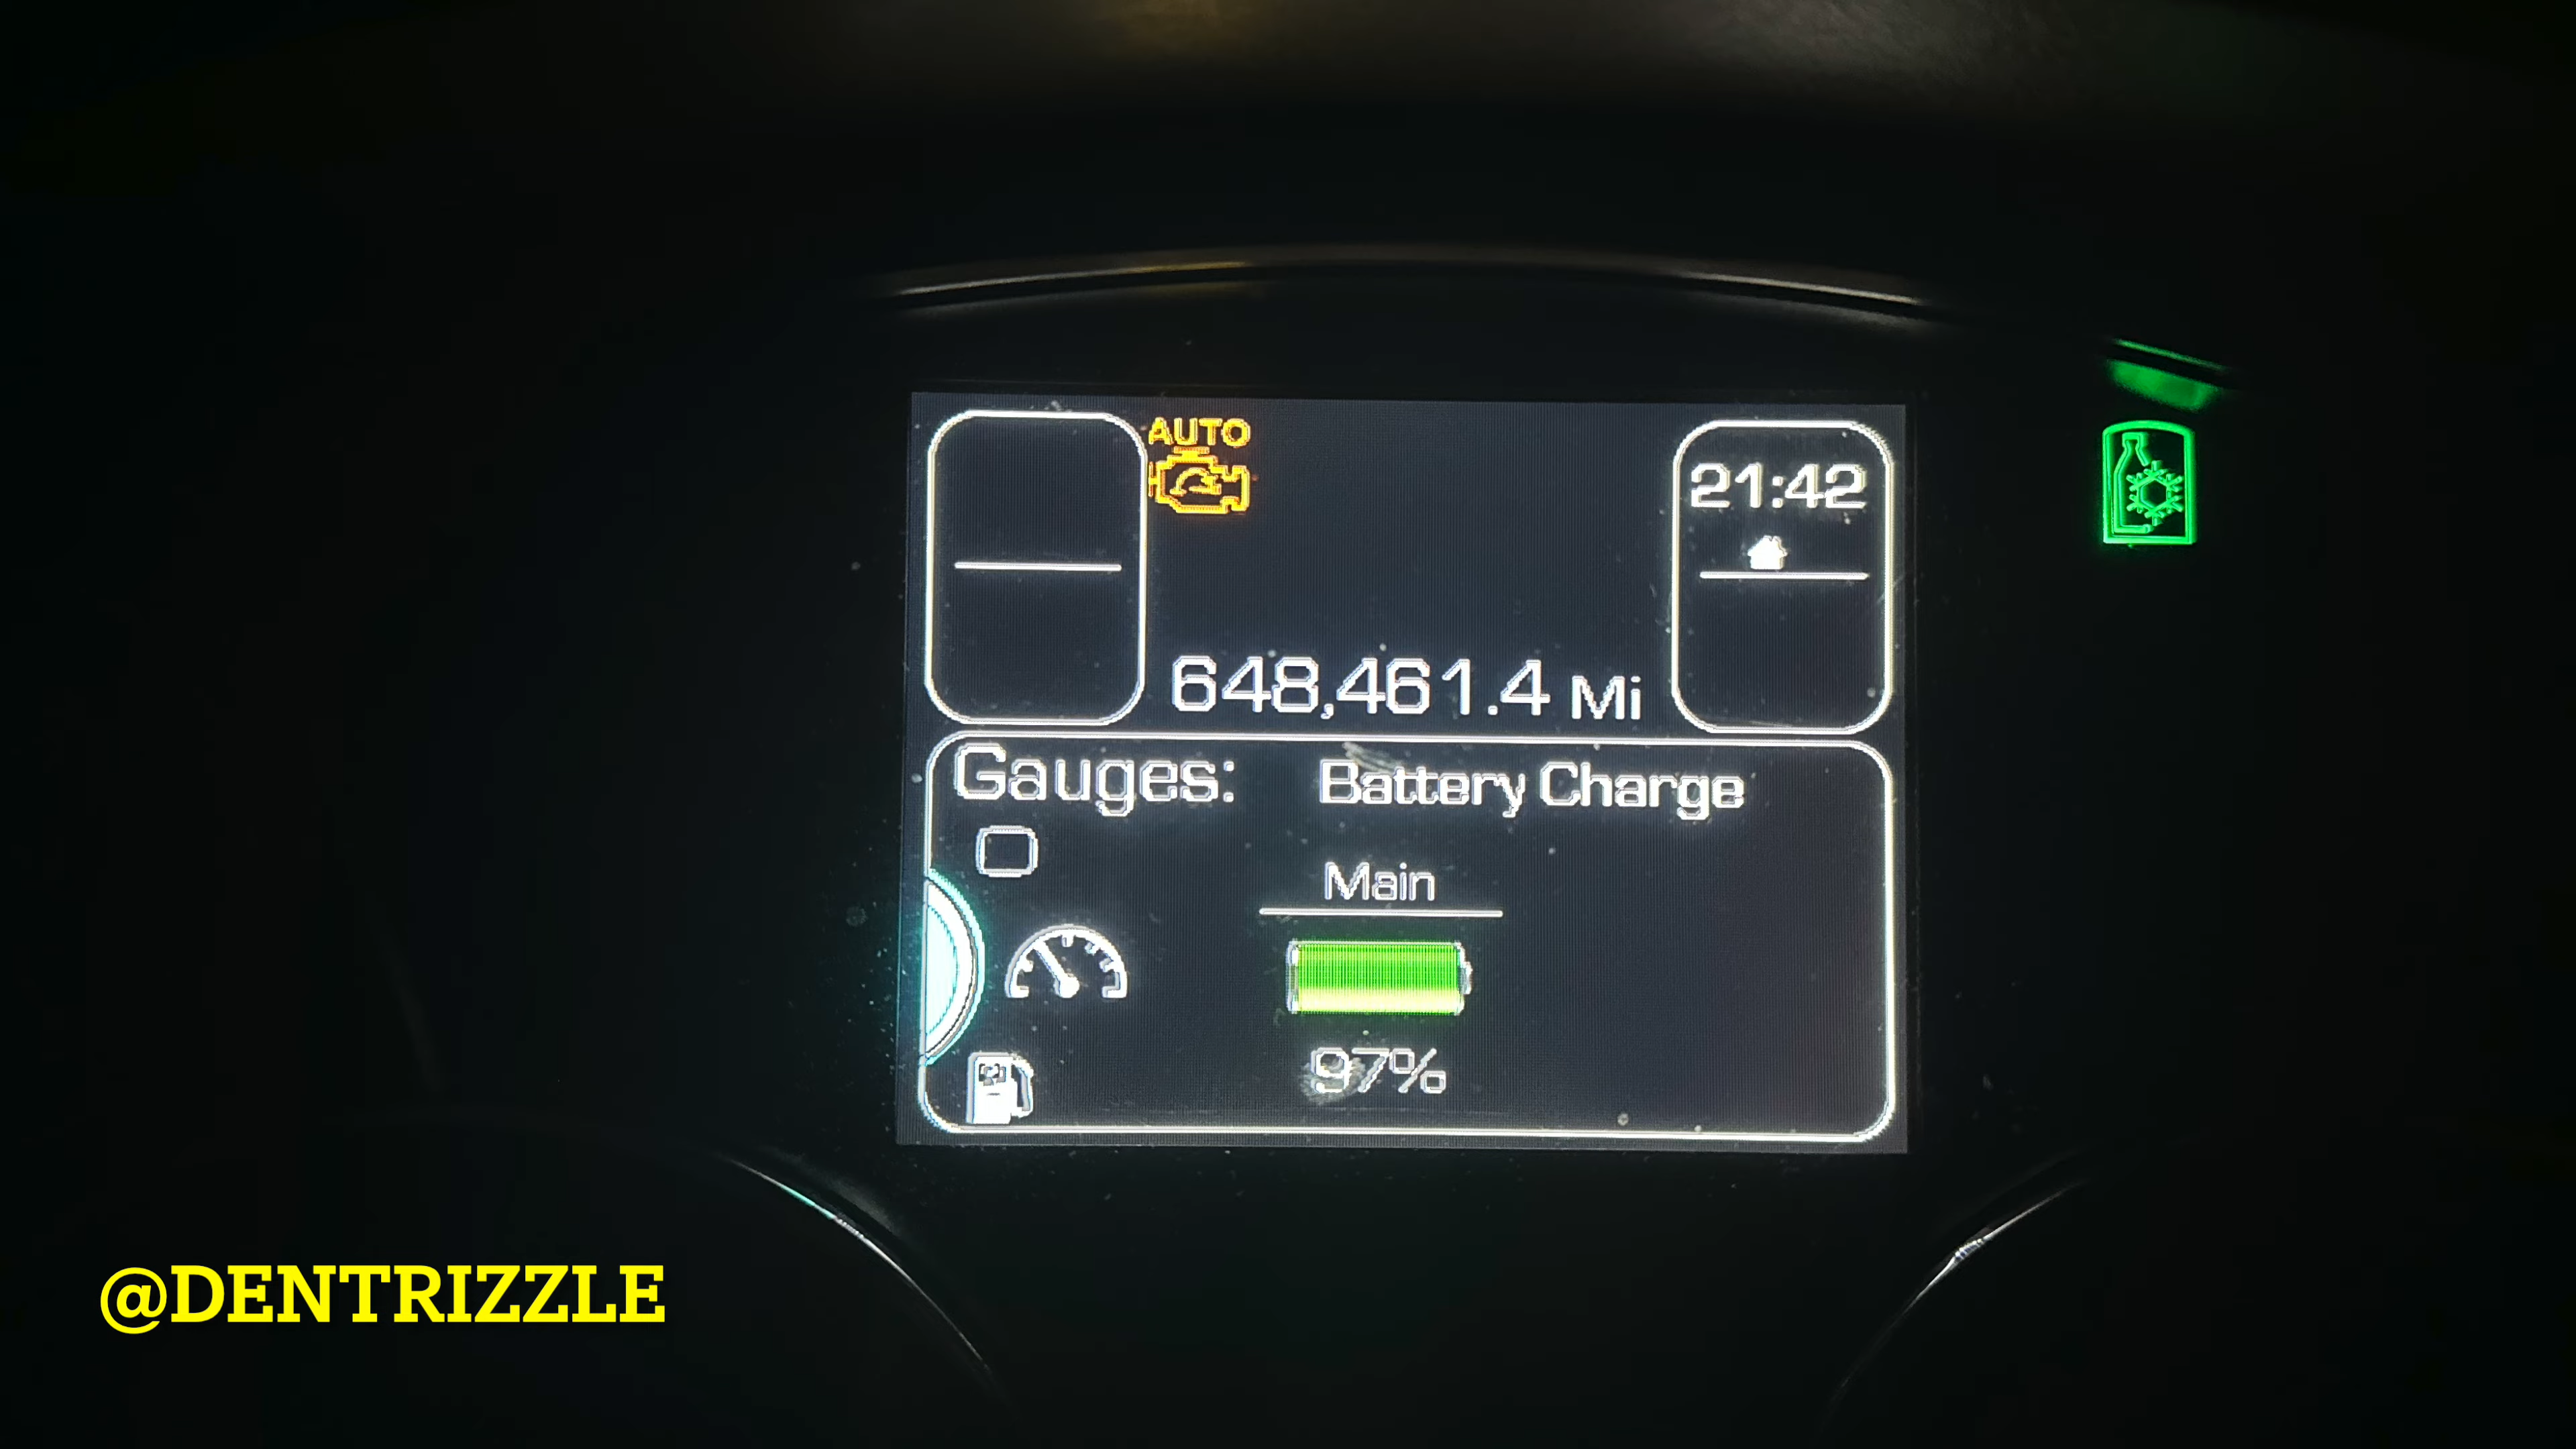 AUTO
21:42
648,461.4 Mi
Gauges: Battery Charge
Main
97%
@DENTRIZZLE